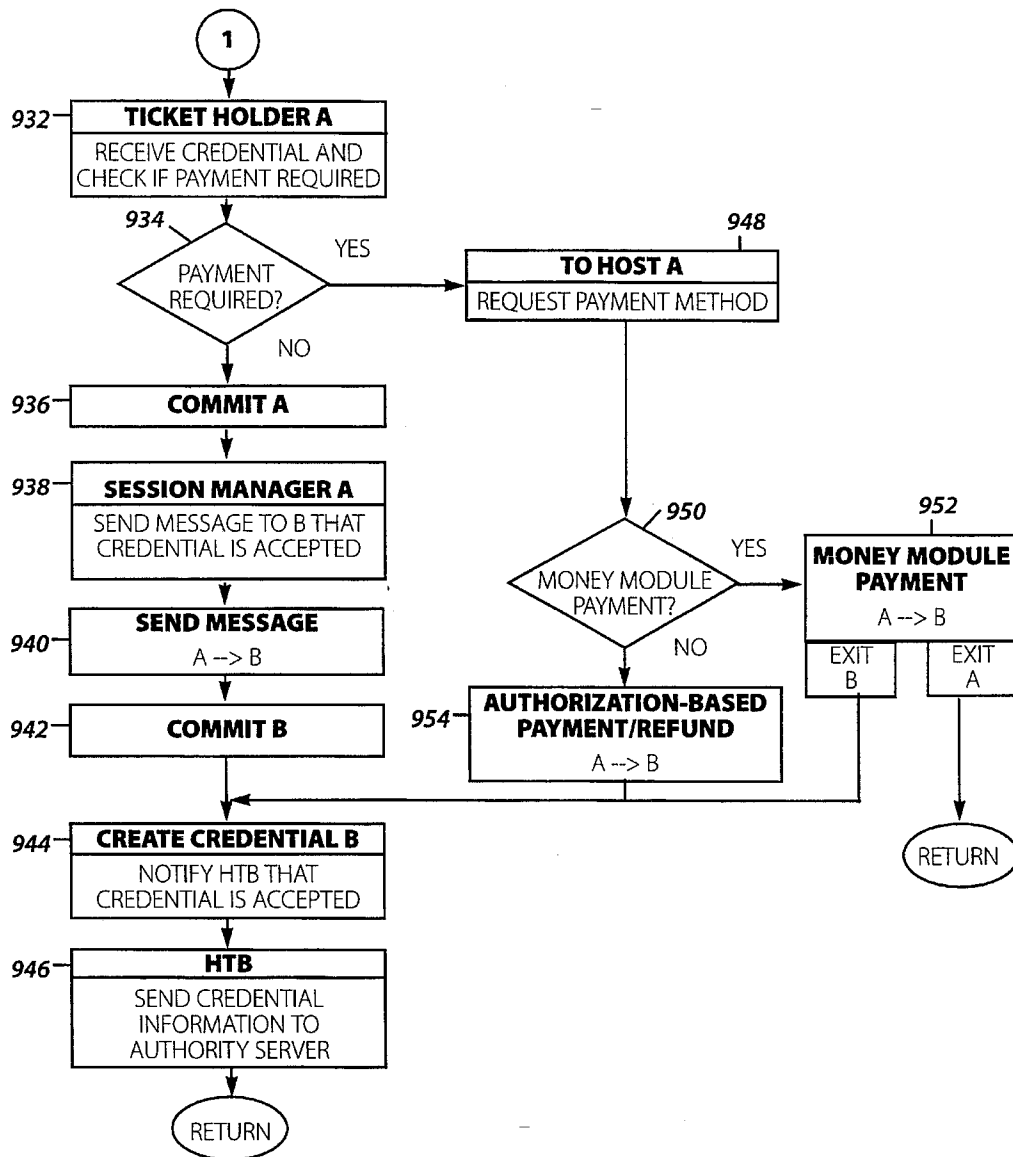 1
932
TICKET HOLDER A
RECEIVE CREDENTIAL AND
CHECK IF PAYMENT REQUIRED
934
PAYMENT
REQUIRED?
YES
NO
948
TO HOST A
REQUEST PAYMENT METHOD
936
COMMIT A
938
SESSION MANAGER A
SEND MESSAGE TO B THAT
CREDENTIAL IS ACCEPTED
940
SEND MESSAGE
A --> B
942
COMMIT B
950
MONEY MODULE
PAYMENT?
YES
NO
952
MONEY MODULE
PAYMENT
A --> B
EXIT
B
EXIT
A
954
AUTHORIZATION-BASED
PAYMENT/REFUND
A --> B
RETURN
944
CREATE CREDENTIAL B
NOTIFY HTB THAT
CREDENTIAL IS ACCEPTED
946
HTB
SEND CREDENTIAL
INFORMATION TO
AUTHORITY SERVER
RETURN